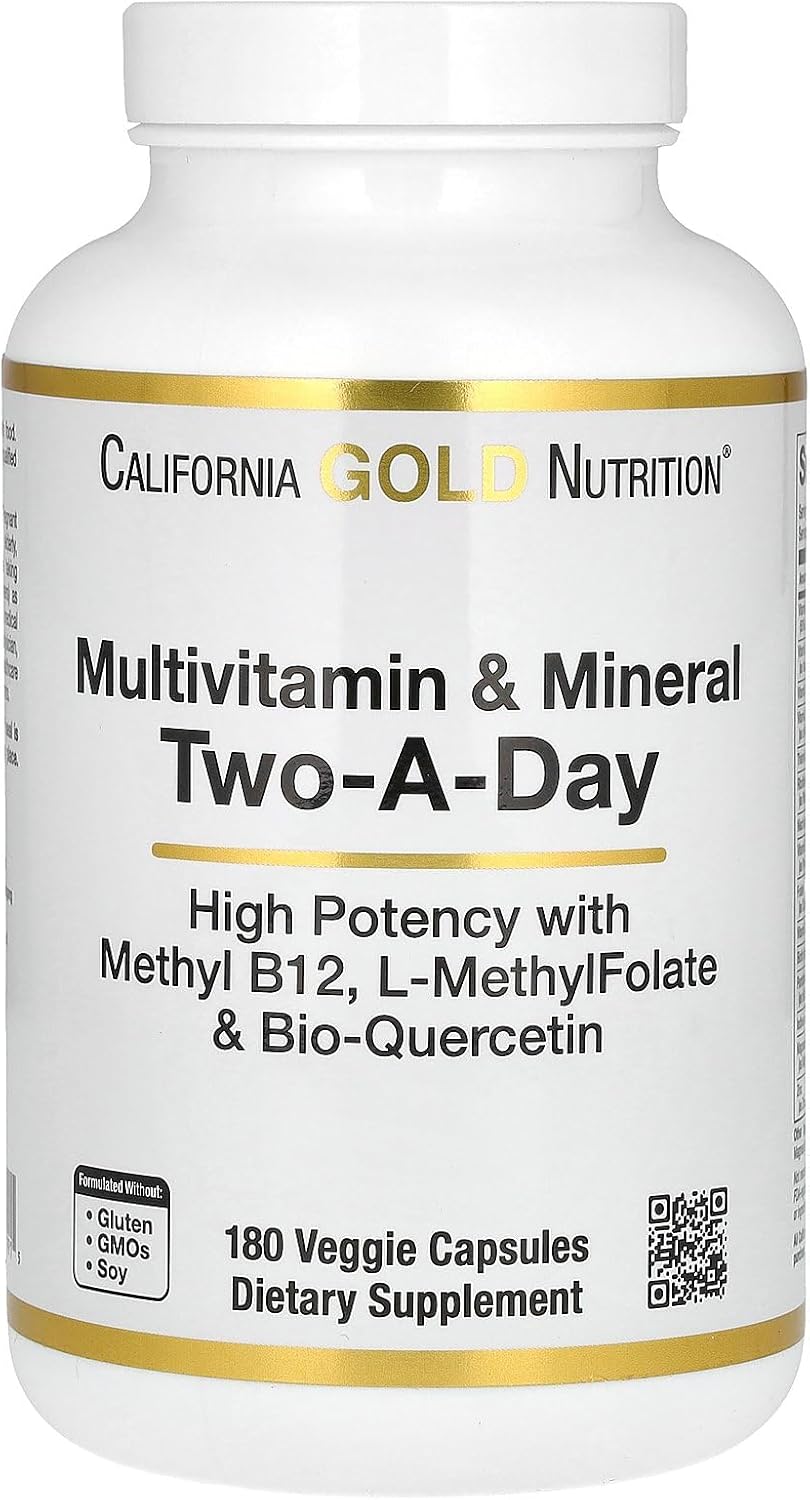 CALIFORNIA GOLD NUTRITION®
Multivitamin & Mineral
Two-A-Day
High Potency with
Methyl B12, L-MethylFolate
& Bio-Quercetin
Formulated Without:
• Gluten
• GMOs
• Soy
180 Veggie Capsules
Dietary Supplement